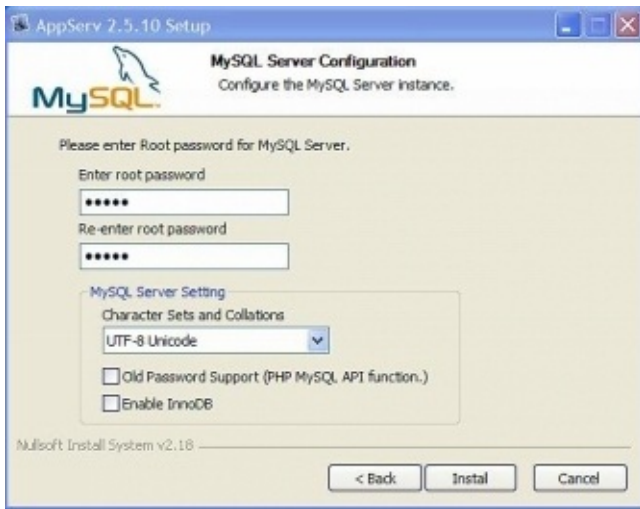 AppServ 2.5.10 Setup
MySQL Server Configuration
Configure the MySQL Server instance.
MySQL
Please enter Root password for MySQL Server.
Enter root password
•••••
Re-enter root password
•••••
MySQL Server Setting
Character Sets and Collations
UTF-8 Unicode
Old Password Support (PHP MySQL API function.)
Enable InnoDB
Nullsoft Install System v2.18
< Back
Instal
Cancel